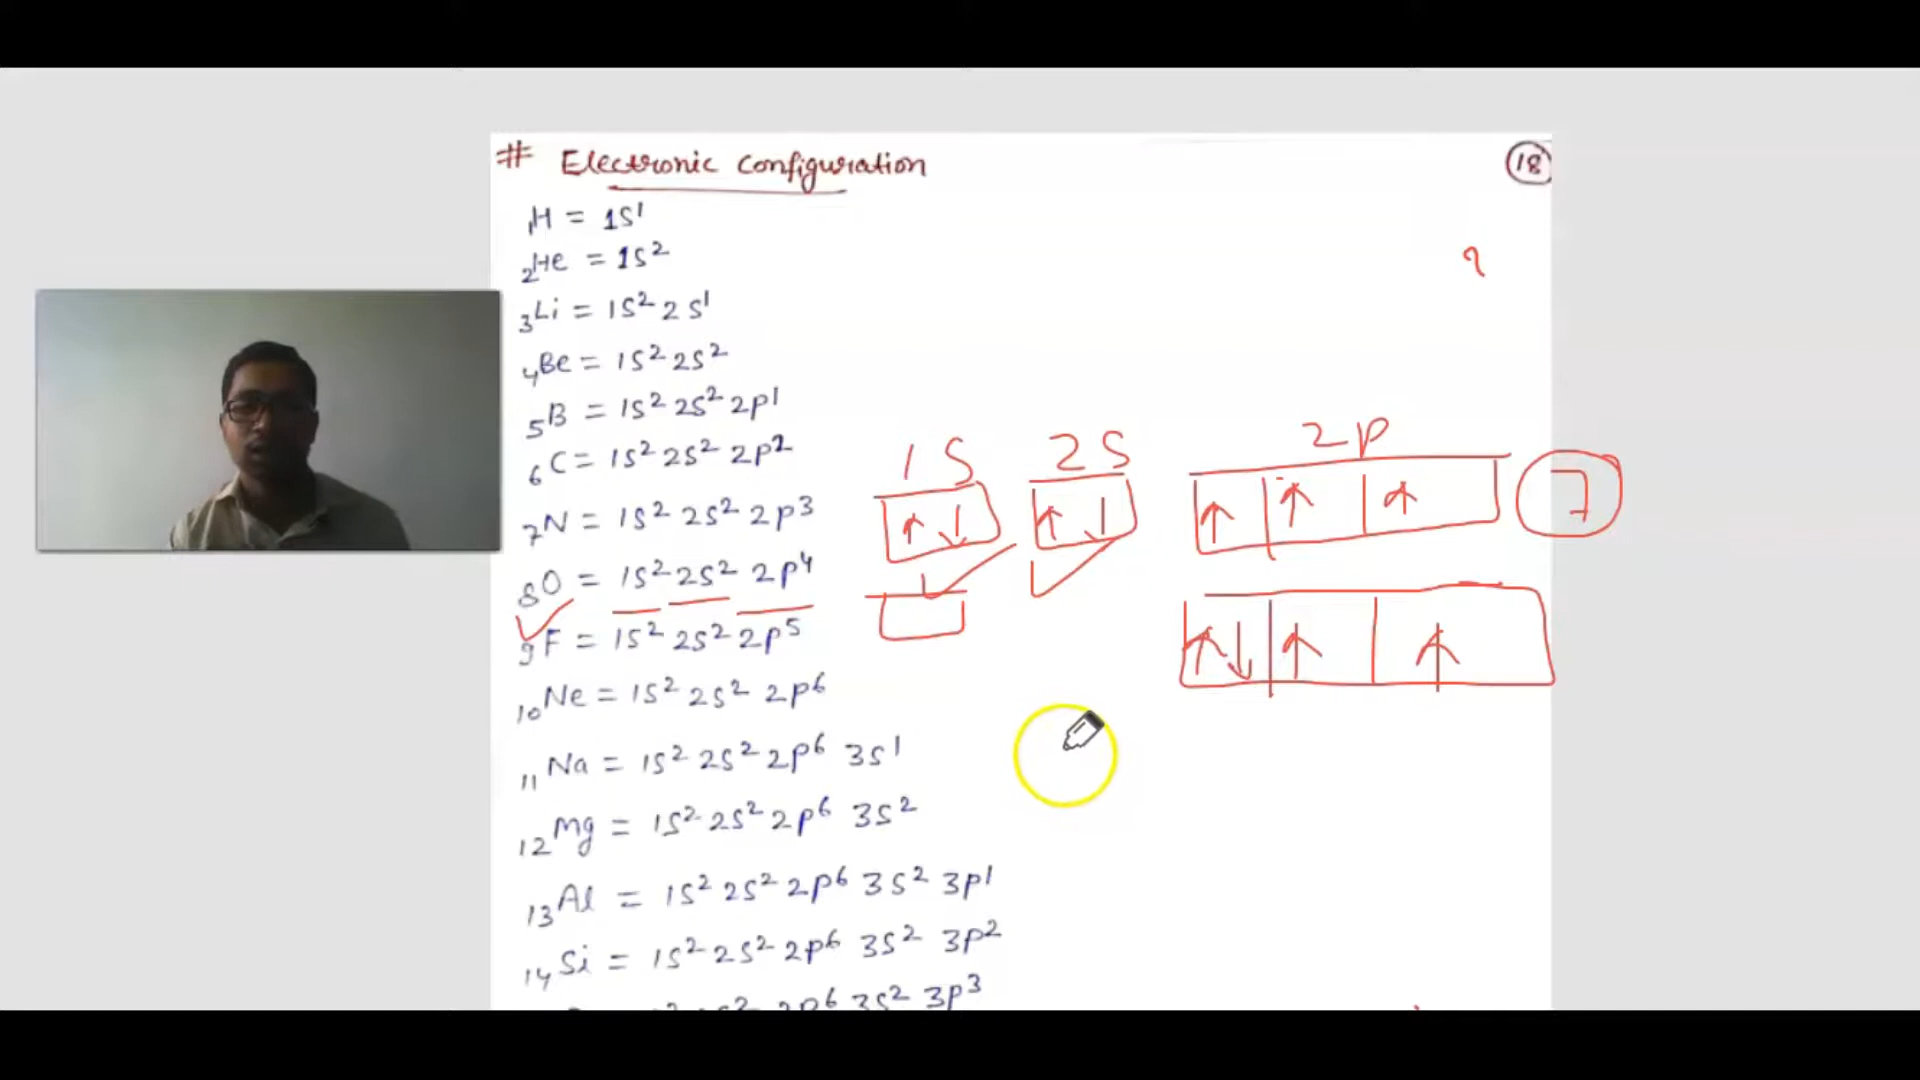 # Electronic Configuration
18
1H = 1s¹
2He = 1s²
3Li = 1s² 2s¹
4Be = 1s² 2s²
5B = 1s² 2s² 2p¹
6C = 1s² 2s² 2p²
7N = 1s² 2s² 2p³
8O = 1s² 2s² 2p⁴
9F = 1s² 2s² 2p⁵
10Ne = 1s² 2s² 2p⁶
11Na = 1s² 2s² 2p⁶ 3s¹
12Mg = 1s² 2s² 2p⁶ 3s²
13Al = 1s² 2s² 2p⁶ 3s² 3p¹
14Si = 1s² 2s² 2p⁶ 3s² 3p²
2p⁶ 3s² 3p³
1S 2S 2P
↑↓ ↑↓ ↑ ↑ ↑ 7
↑↓ ↑ ↑